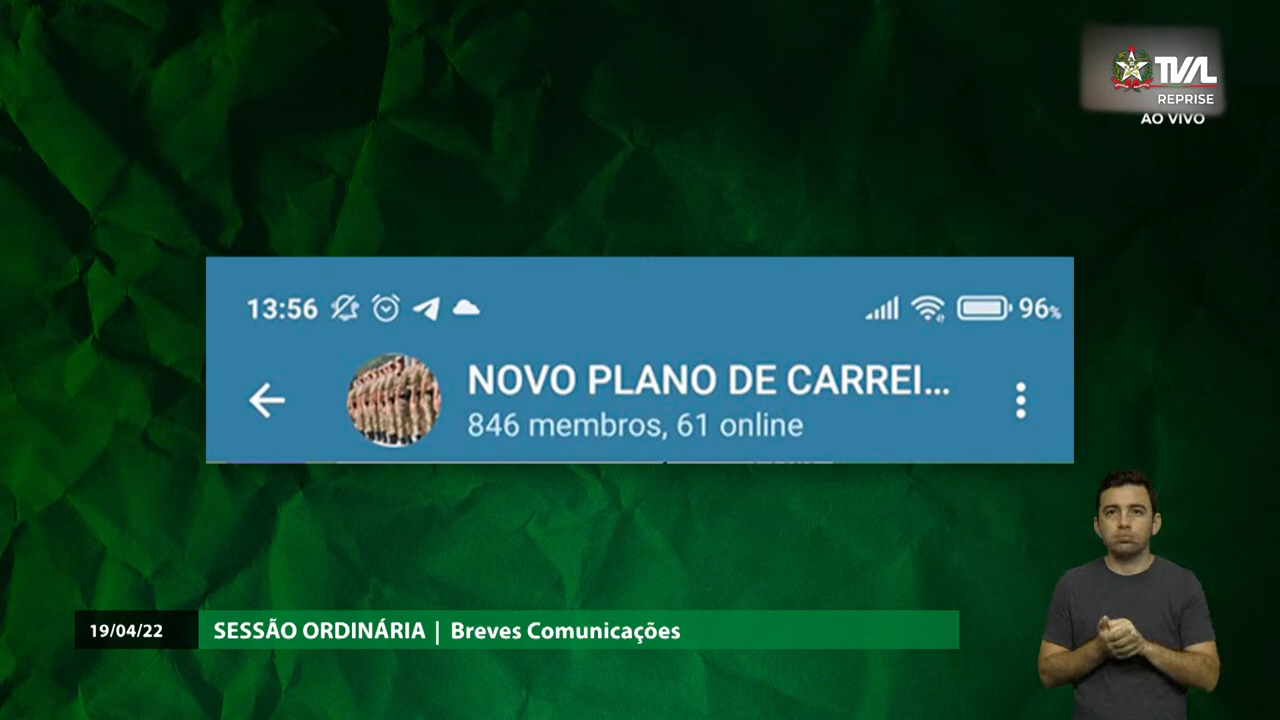 TVAL
REPRISE
AO VIVO
13:56
96%
NOVO PLANO DE CARREI...
846 membros, 61 online
19/04/22
SESSÃO ORDINÁRIA | Breves Comunicações